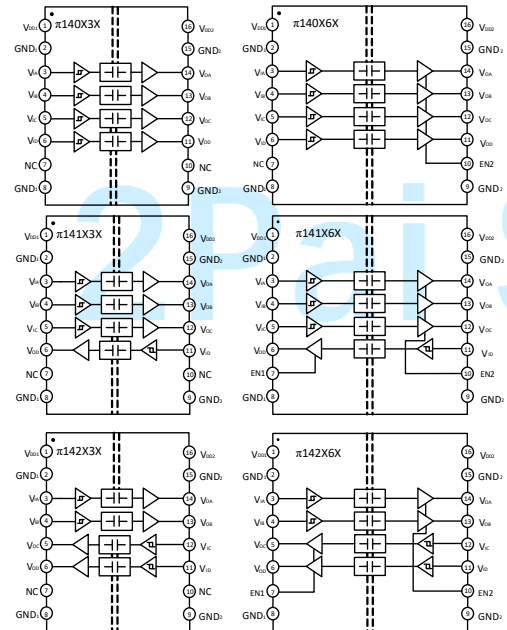 π140X3X
VDD1 1 16 VDD2
GND1 2 15 GND2
VIA 3 14 VOA
VIB 4 13 VOB
VIC 5 12 VOC
VID 6 11 VOD
NC 7 10 NC
GND1 8 9 GND2
π140X6X
VDD1 1 16 VDD2
GND1 2 15 GND2
VIA 3 14 VOA
VIB 4 13 VOB
VIC 5 12 VOC
VID 6 11 VOD
NC 7 10 EN2
GND1 8 9 GND2
π141X3X
VDD1 1 16 VDD2
GND1 2 15 GND2
VIA 3 14 VOA
VIB 4 13 VOB
VIC 5 12 VOC
VOD 6 11 VID
NC 7 10 NC
GND1 8 9 GND2
π141X6X
VDD1 1 16 VDD2
GND1 2 15 GND2
VIA 3 14 VOA
VIB 4 13 VOB
VIC 5 12 VOC
VOD 6 11 VID
EN1 7 10 EN2
GND1 8 9 GND2
π142X3X
VDD1 1 16 VDD2
GND1 2 15 GND2
VIA 3 14 VOA
VIB 4 13 VOB
VOC 5 12 VIC
VOD 6 11 VID
NC 7 10 NC
GND1 8 9 GND2
π142X6X
VDD1 1 16 VDD2
GND1 2 15 GND2
VIA 3 14 VOA
VIB 4 13 VOB
VOC 5 12 VIC
VOD 6 11 VID
EN1 7 10 EN2
GND1 8 9 GND2
2Pai S